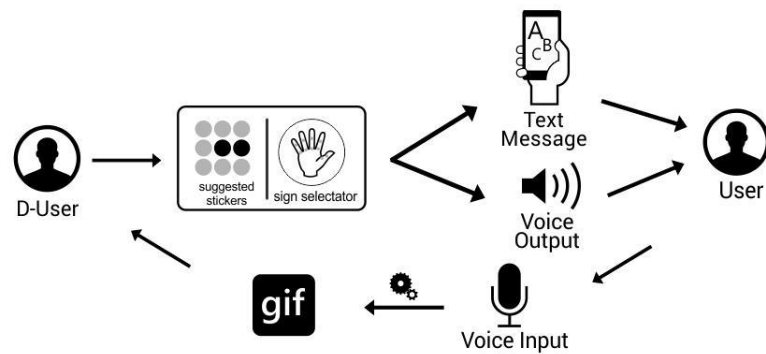 A
B
C
Text
Message
D-User
suggested
stickers
sign selectator
User
Voice
Output
gif
Voice Input